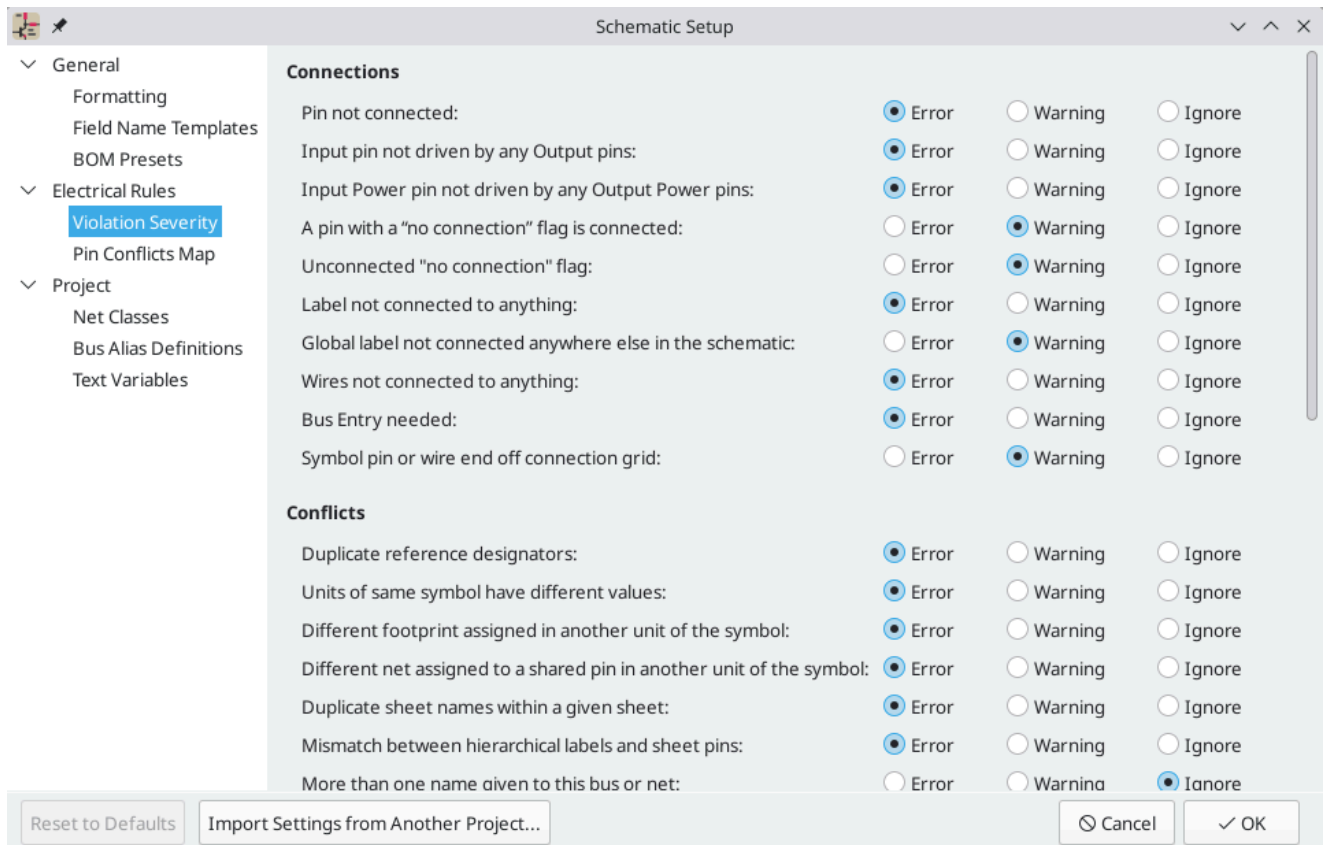 Schematic Setup
General
Formatting
Field Name Templates
BOM Presets
Electrical Rules
Violation Severity
Pin Conflicts Map
Project
Net Classes
Bus Alias Definitions
Text Variables
Connections
Pin not connected: Error Warning Ignore
Input pin not driven by any Output pins: Error Warning Ignore
Input Power pin not driven by any Output Power pins: Error Warning Ignore
A pin with a “no connection” flag is connected: Error Warning Ignore
Unconnected "no connection" flag: Error Warning Ignore
Label not connected to anything: Error Warning Ignore
Global label not connected anywhere else in the schematic: Error Warning Ignore
Wires not connected to anything: Error Warning Ignore
Bus Entry needed: Error Warning Ignore
Symbol pin or wire end off connection grid: Error Warning Ignore
Conflicts
Duplicate reference designators: Error Warning Ignore
Units of same symbol have different values: Error Warning Ignore
Different footprint assigned in another unit of the symbol: Error Warning Ignore
Different net assigned to a shared pin in another unit of the symbol: Error Warning Ignore
Duplicate sheet names within a given sheet: Error Warning Ignore
Mismatch between hierarchical labels and sheet pins: Error Warning Ignore
More than one name given to this bus or net: Error Warning Ignore
Reset to Defaults Import Settings from Another Project... Cancel OK